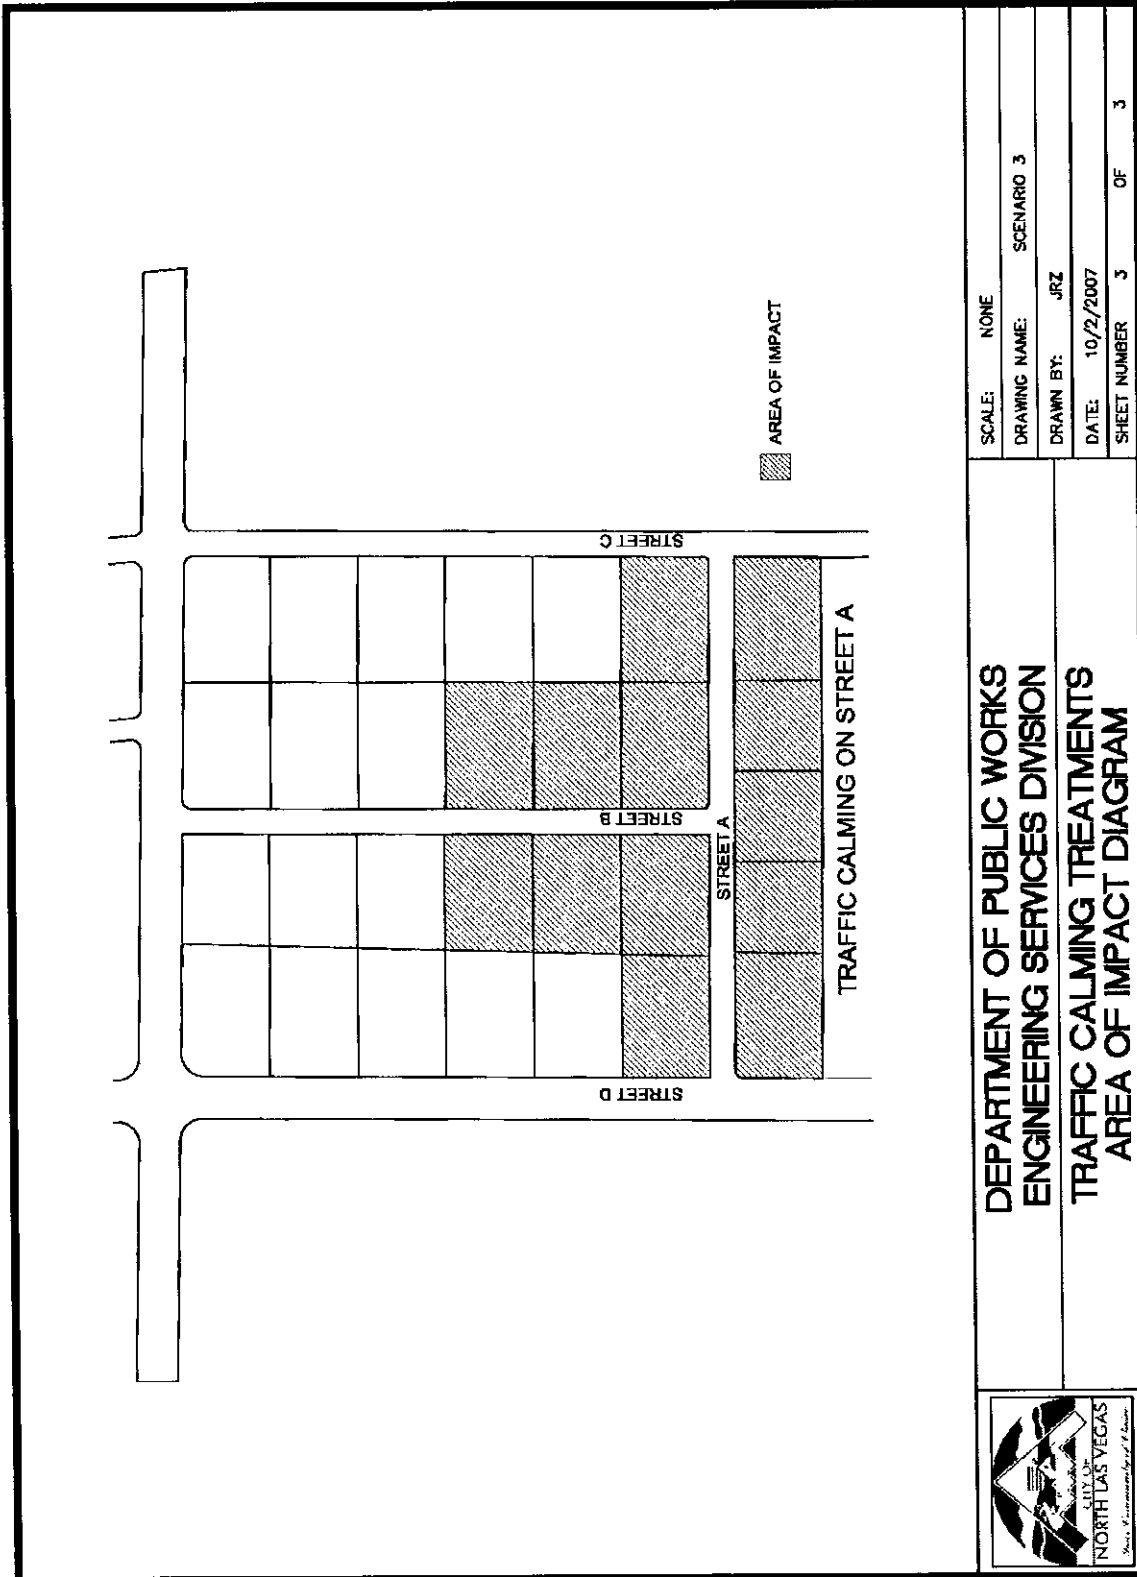 STREET D
STREET B
STREET C
STREET A
TRAFFIC CALMING ON STREET A
AREA OF IMPACT
CITY OF
NORTH LAS VEGAS
DEPARTMENT OF PUBLIC WORKS
ENGINEERING SERVICES DIVISION
TRAFFIC CALMING TREATMENTS
AREA OF IMPACT DIAGRAM
SCALE: NONE
DRAWING NAME: SCENARIO 3
DRAWN BY: JRZ
DATE: 10/2/2007
SHEET NUMBER 3 OF 3